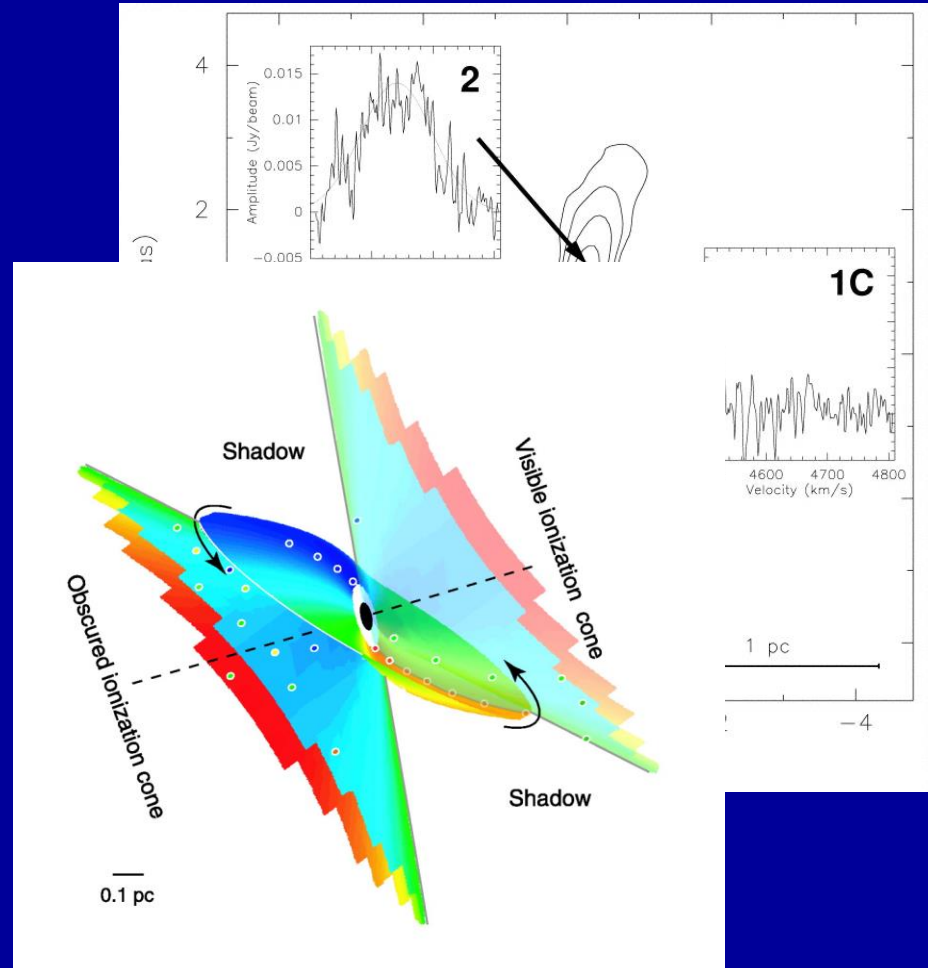 4
2
0.015
0.01
0.005
0
−0.005
Amplitude (Jy/beam)
2
1C
4600
4700
4800
Velocity (km/s)
1 pc
−4
Shadow
Visible ionization cone
Obscured ionization cone
Shadow
0.1 pc